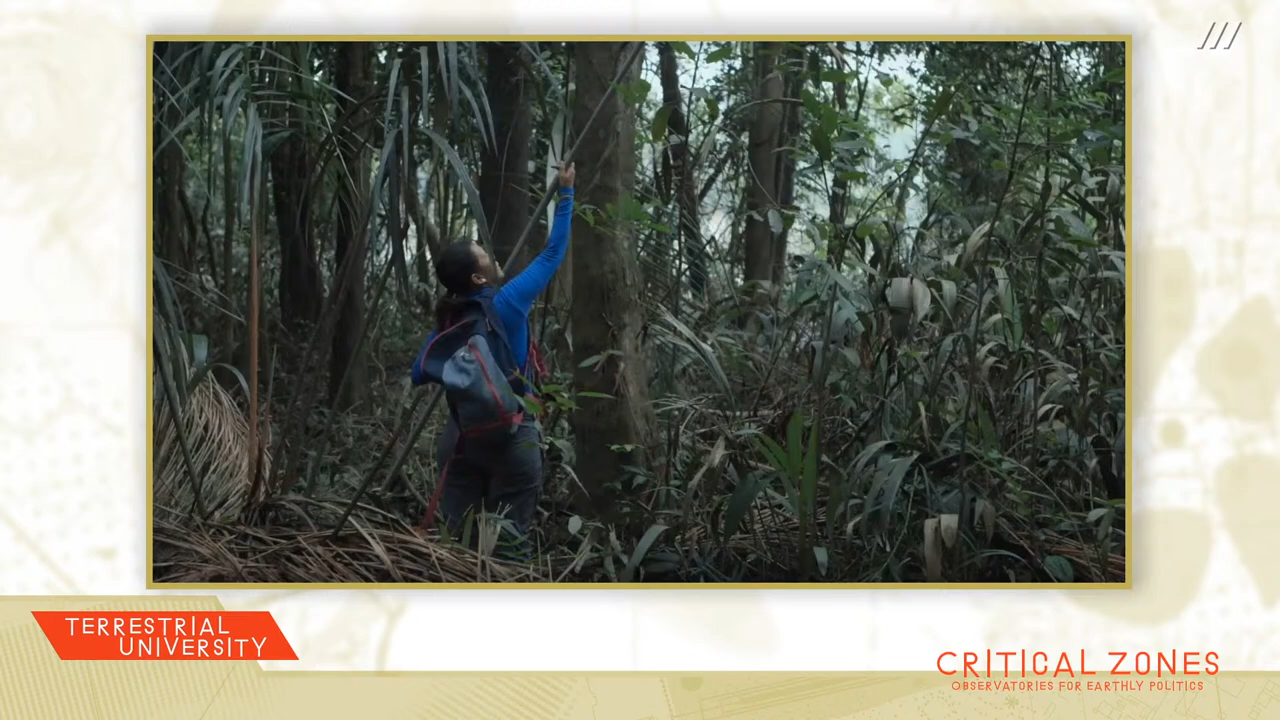 TERRESTRIAL
UNIVERSITY
CRITICAL ZONES
OBSERVATORIES FOR EARTHLY POLITICS